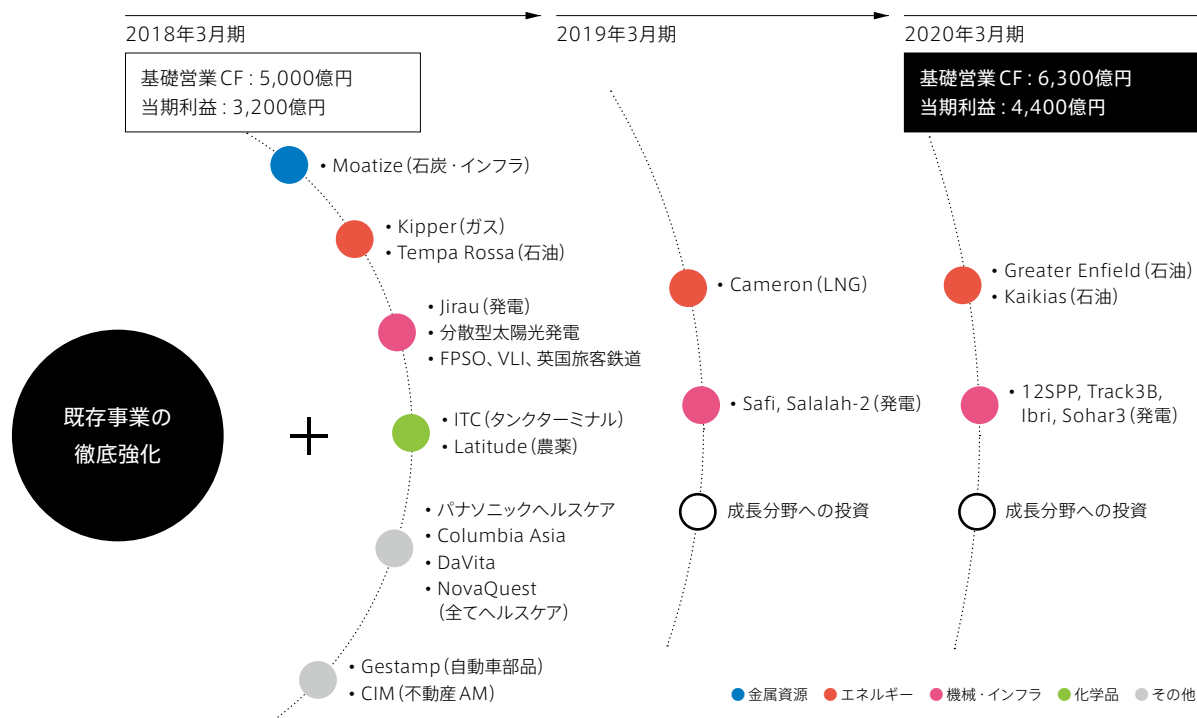 2018年3月期
2019年3月期
2020年3月期
基礎営業CF : 5,000億円
当期利益 : 3,200億円
基礎営業CF : 6,300億円
当期利益 : 4,400億円
既存事業の
徹底強化
+
• Moatize (石炭・インフラ)
• Kipper (ガス)
• Tempa Rossa (石油)
• Jirau (発電)
• 分散型太陽光発電
• FPSO、VLI、英国旅客鉄道
• ITC (タンクターミナル)
• Latitude (農薬)
• パナソニックヘルスケア
• Columbia Asia
• DaVita
• NovaQuest
(全てヘルスケア)
• Gestamp (自動車部品)
• CIM (不動産AM)
• Cameron (LNG)
• Safi, Salalah-2 (発電)
成長分野への投資
• Greater Enfield (石油)
• Kaikias (石油)
• 12SPP, Track3B,
Ibri, Sohar3 (発電)
成長分野への投資
金属資源 エネルギー 機械・インフラ 化学品 その他